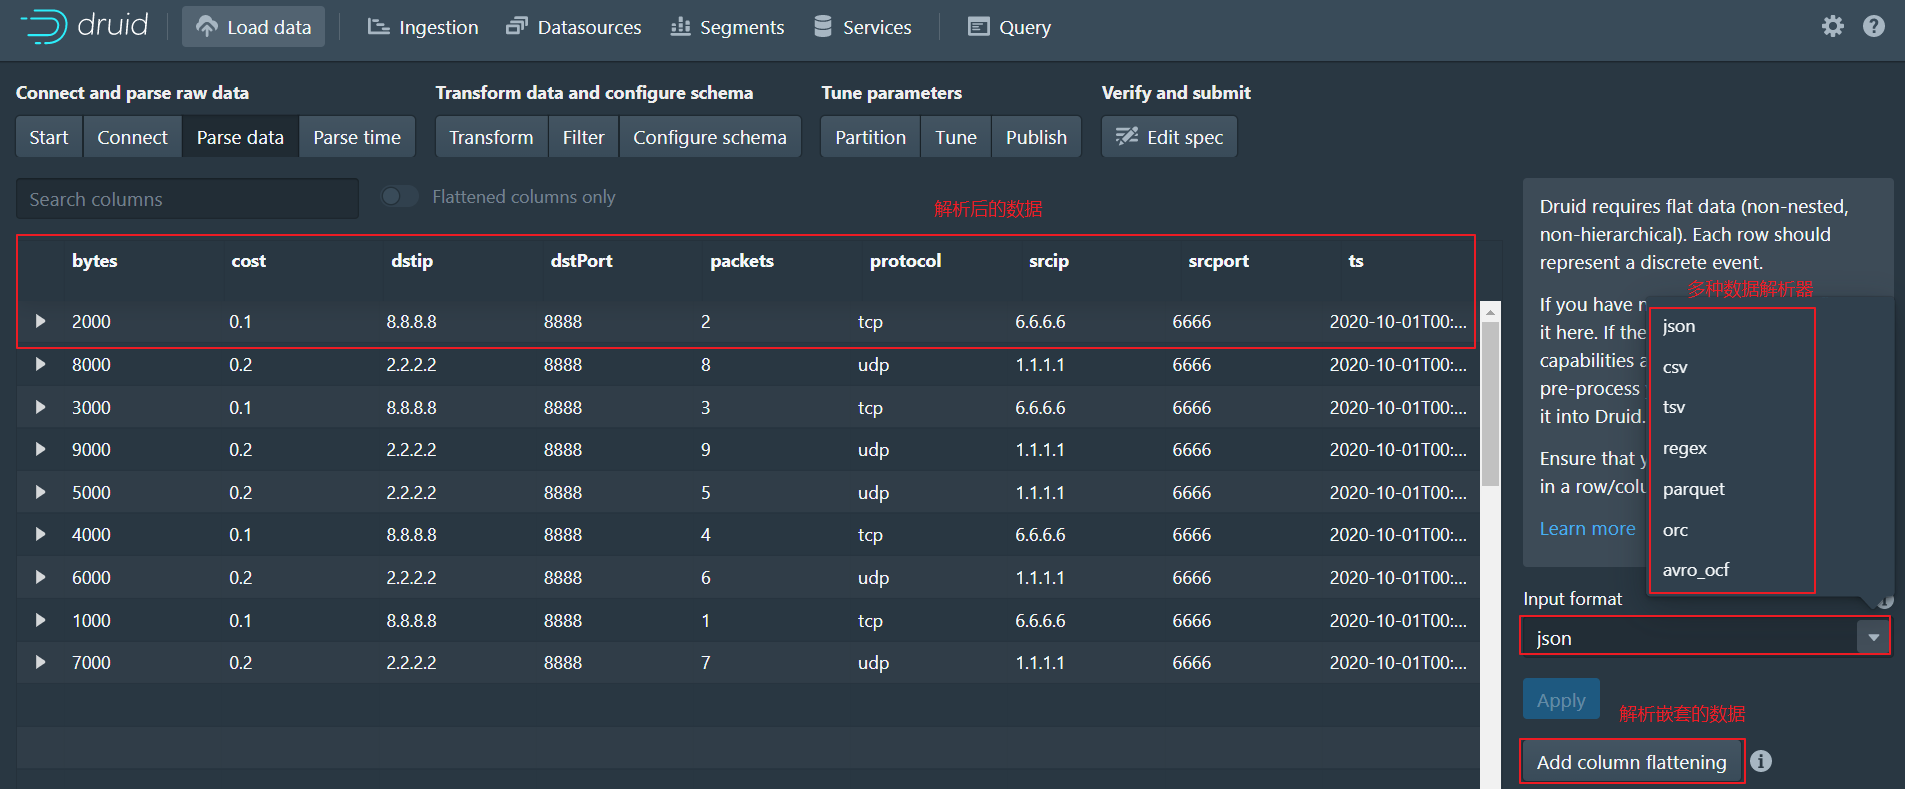 druid Load data Ingestion Datasources Segments Services Query
Connect and parse raw data Transform data and configure schema Tune parameters Verify and submit
Start Connect Parse data Parse time Transform Filter Configure schema Partition Tune Publish Edit spec
Search columns Flattened columns only
解析后的数据
bytes cost dstip dstPort packets protocol srcip srcport ts
2000 0.1 8.8.8.8 8888 2 tcp 6.6.6.6 6666 2020-10-01T00:...
8000 0.2 2.2.2.2 8888 8 udp 1.1.1.1 6666 2020-10-01T00:...
3000 0.1 8.8.8.8 8888 3 tcp 6.6.6.6 6666 2020-10-01T00:...
9000 0.2 2.2.2.2 8888 9 udp 1.1.1.1 6666 2020-10-01T00:...
5000 0.2 2.2.2.2 8888 5 udp 1.1.1.1 6666 2020-10-01T00:...
4000 0.1 8.8.8.8 8888 4 tcp 6.6.6.6 6666 2020-10-01T00:...
6000 0.2 2.2.2.2 8888 6 udp 1.1.1.1 6666 2020-10-01T00:...
1000 0.1 8.8.8.8 8888 1 tcp 6.6.6.6 6666 2020-10-01T00:...
7000 0.2 2.2.2.2 8888 7 udp 1.1.1.1 6666 2020-10-01T00:...
Druid requires flat data (non-nested,
non-hierarchical). Each row should
represent a discrete event.
多种数据解析器
If you have
it here. If the
capabilities
pre-process
it into Druid.
Ensure that
in a row/colu
Learn more
json
csv
tsv
regex
parquet
orc
avro_ocf
Input format
json
Apply
解析嵌套的数据
Add column flattening